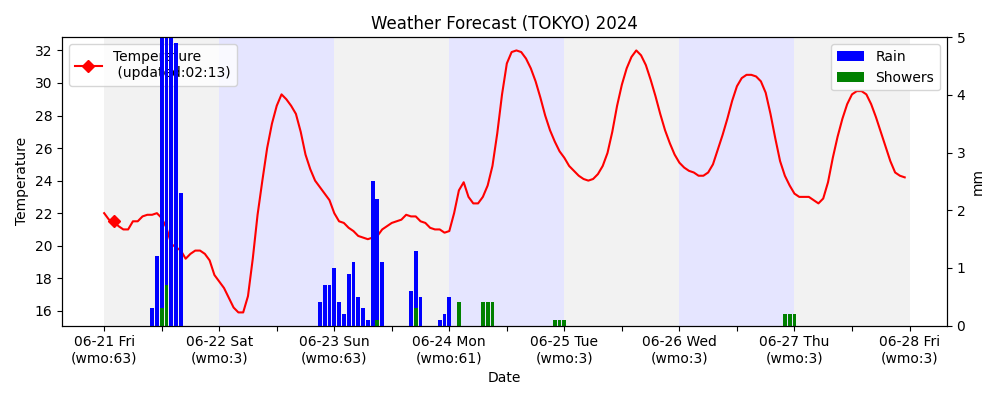 Weather Forecast (TOKYO) 2024
Temperature
(updated:02:13)
Rain
Showers
32
30
28
26
24
22
20
18
16
Temperature
5
4
3
2
1
0
mm
06-21 Fri
(wmo:63)
06-22 Sat
(wmo:3)
06-23 Sun
(wmo:63)
06-24 Mon
(wmo:61)
06-25 Tue
(wmo:3)
06-26 Wed
(wmo:3)
06-27 Thu
(wmo:3)
06-28 Fri
(wmo:3)
Date